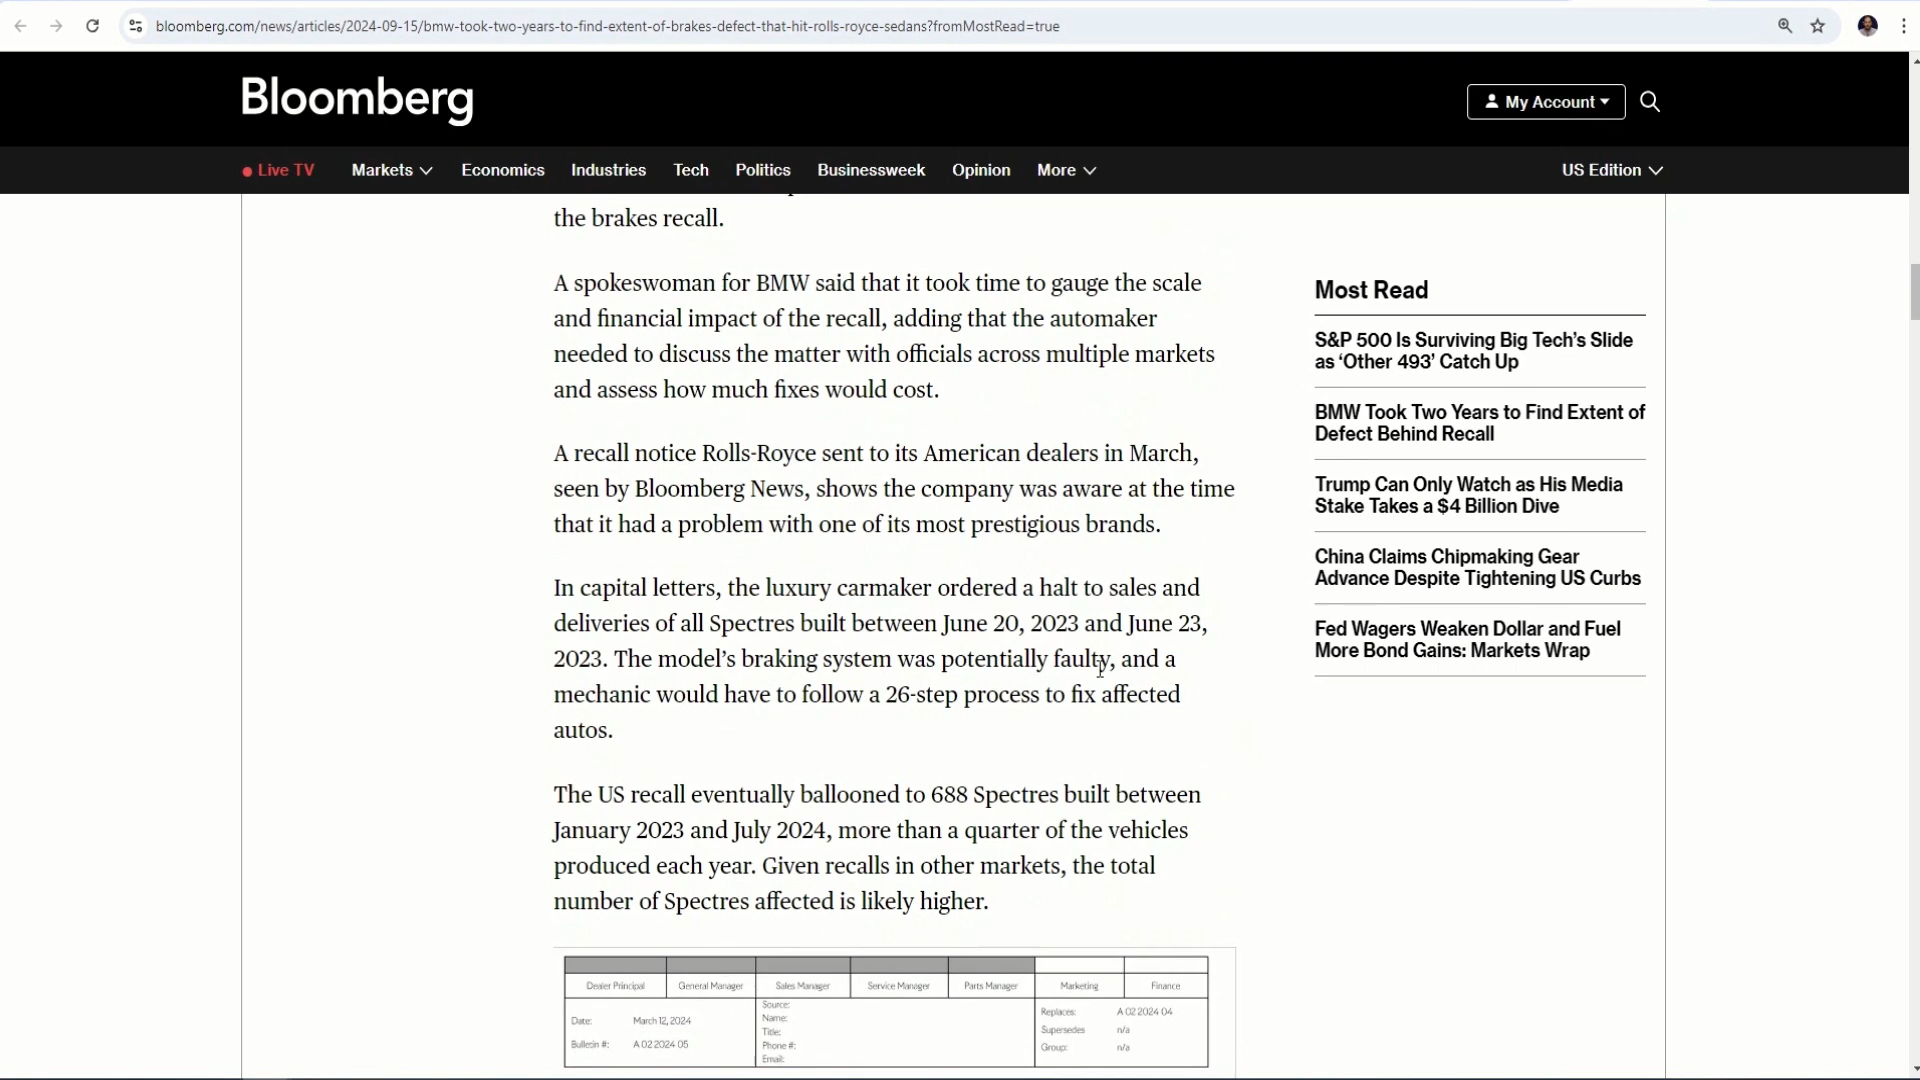 bloomberg.com/news/articles/2024-09-15/bmw-took-two-years-to-find-extent-of-brakes-defect-that-hit-rolls-royce-sedans?fromMostRead=true
Bloomberg
My Account
Live TV
Markets
Economics
Industries
Tech
Politics
Businessweek
Opinion
More
US Edition
the brakes recall.
A spokeswoman for BMW said that it took time to gauge the scale
and financial impact of the recall, adding that the automaker
needed to discuss the matter with officials across multiple markets
and assess how much fixes would cost.
A recall notice Rolls-Royce sent to its American dealers in March,
seen by Bloomberg News, shows the company was aware at the time
that it had a problem with one of its most prestigious brands.
In capital letters, the luxury carmaker ordered a halt to sales and
deliveries of all Spectres built between June 20, 2023 and June 23,
2023. The model’s braking system was potentially faulty, and a
mechanic would have to follow a 26-step process to fix affected
autos.
The US recall eventually ballooned to 688 Spectres built between
January 2023 and July 2024, more than a quarter of the vehicles
produced each year. Given recalls in other markets, the total
number of Spectres affected is likely higher.
Dealer Principal
General Manager
Sales Manager
Service Manager
Parts Manager
Marketing
Finance
Date: March 12, 2024
Bulletin #: A 02 2024 05
Source:
Name:
Title:
Phone #:
Email:
Replaces: A 02 2024 04
Supersedes n/a
Group: n/a
Most Read
S&P 500 Is Surviving Big Tech’s Slide
as ‘Other 493’ Catch Up
BMW Took Two Years to Find Extent of
Defect Behind Recall
Trump Can Only Watch as His Media
Stake Takes a $4 Billion Dive
China Claims Chipmaking Gear
Advance Despite Tightening US Curbs
Fed Wagers Weaken Dollar and Fuel
More Bond Gains: Markets Wrap